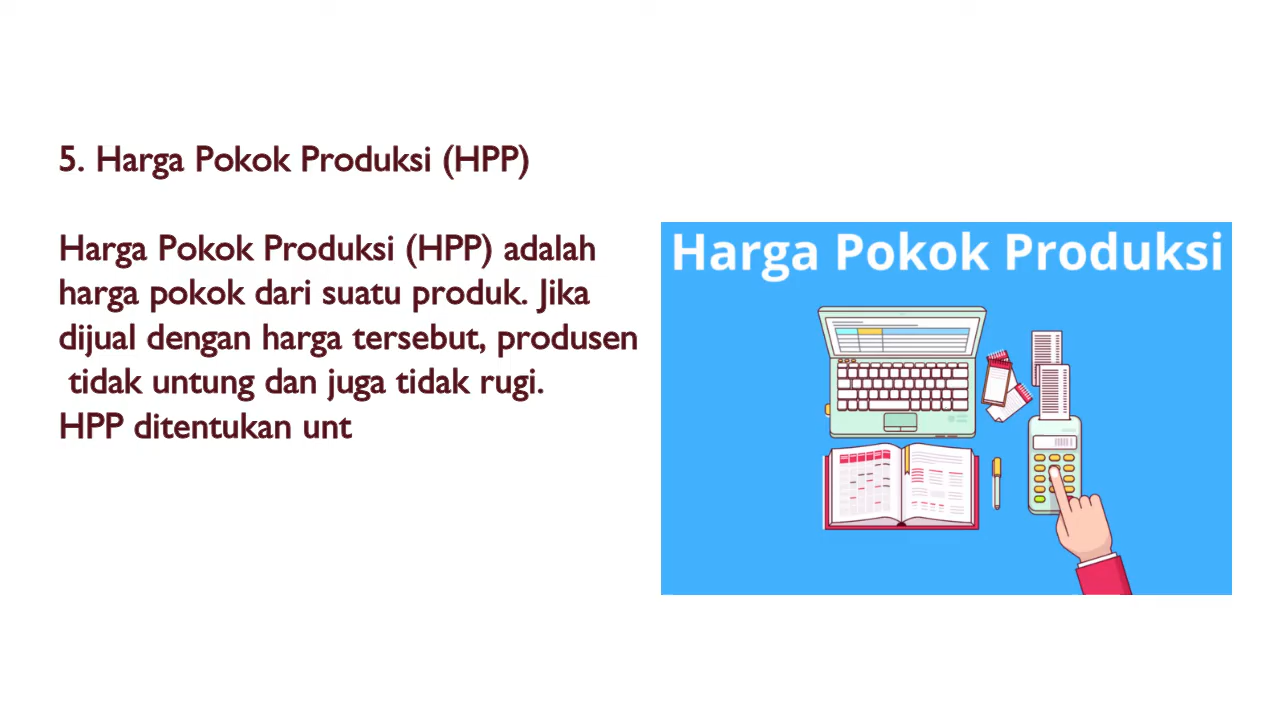 5. Harga Pokok Produksi (HPP)
Harga Pokok Produksi (HPP) adalah
harga pokok dari suatu produk. Jika
dijual dengan harga tersebut, produsen
tidak untung dan juga tidak rugi.
HPP ditentukan unt
Harga Pokok Produksi